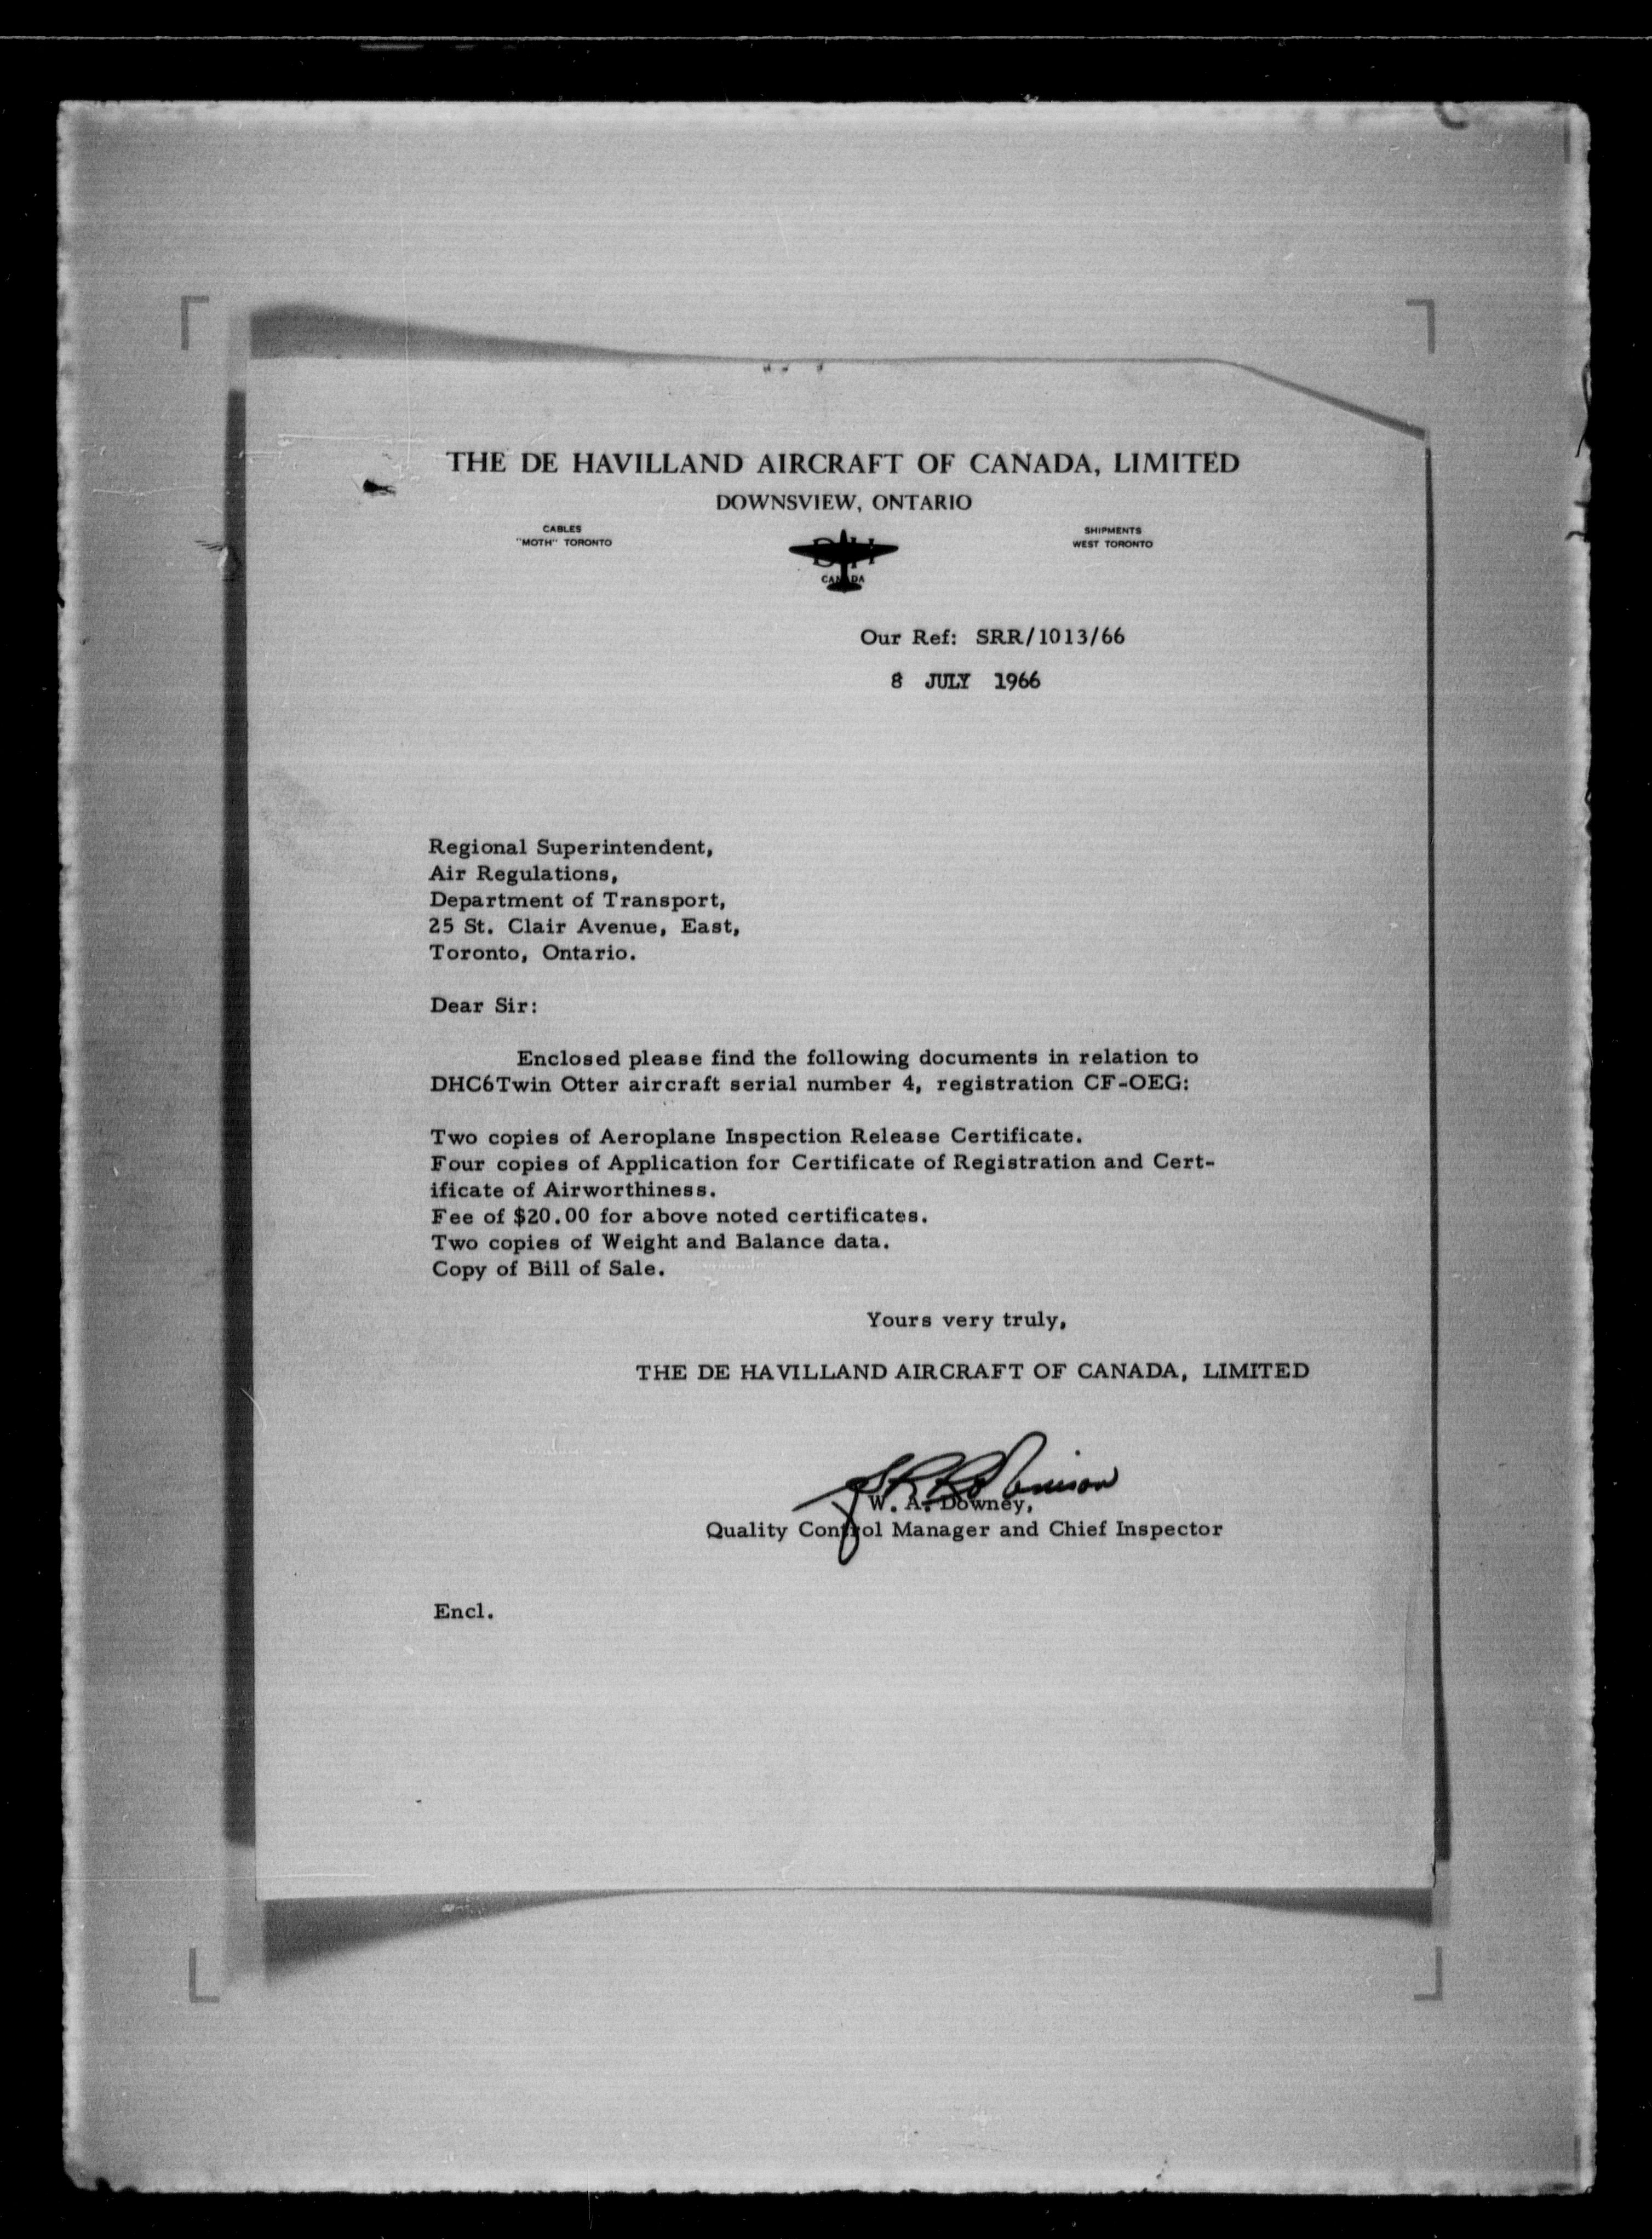 THE DE HAVILLAND AIRCRAFT OF CANADA, LIMITED
DOWNSVIEW, ONTARIO
CABLES
"MOTH" TORONTO
SHIPMENTS
WEST TORONTO
DH
CANADA
Our Ref: SRR/1013/66
8 JULY 1966
Regional Superintendent,
Air Regulations,
Department of Transport,
25 St. Clair Avenue, East,
Toronto, Ontario.
Dear Sir:
Enclosed please find the following documents in relation to
DHC6Twin Otter aircraft serial number 4, registration CF-OEG:
Two copies of Aeroplane Inspection Release Certificate.
Four copies of Application for Certificate of Registration and Cert-
ificate of Airworthiness.
Fee of $20.00 for above noted certificates.
Two copies of Weight and Balance data.
Copy of Bill of Sale.
Yours very truly,
THE DE HAVILLAND AIRCRAFT OF CANADA, LIMITED
S R Robinson
W. A. Downey,
Quality Control Manager and Chief Inspector
Encl.